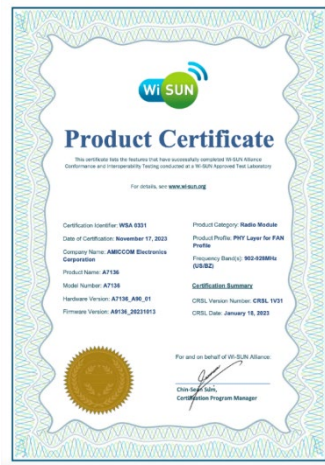 Wi SUN
Product Certificate
This certificate lists the features that have successfully completed Wi-SUN Alliance
Conformance and Interoperability Testing conducted at a Wi-SUN Approved Test Laboratory
For details, see www.wi-sun.org
Certification Identifier: WSA 0331
Date of Certification: November 17, 2023
Company Name: AMICCOM Electronics
Corporation
Product Name: A7136
Model Number: A7136
Hardware Version: A7136_A90_01
Firmware Version: A9136_20231013
Product Category: Radio Module
Product Profile: PHY Layer for FAN
Profile
Frequency Band(s): 902-928MHz
(US/BZ)
Certification Summary
CRSL Version Number: CRSL 1V31
CRSL Date: January 18, 2023
For and on behalf of Wi-SUN Alliance:
Chin-Sean Sum,
Certification Program Manager